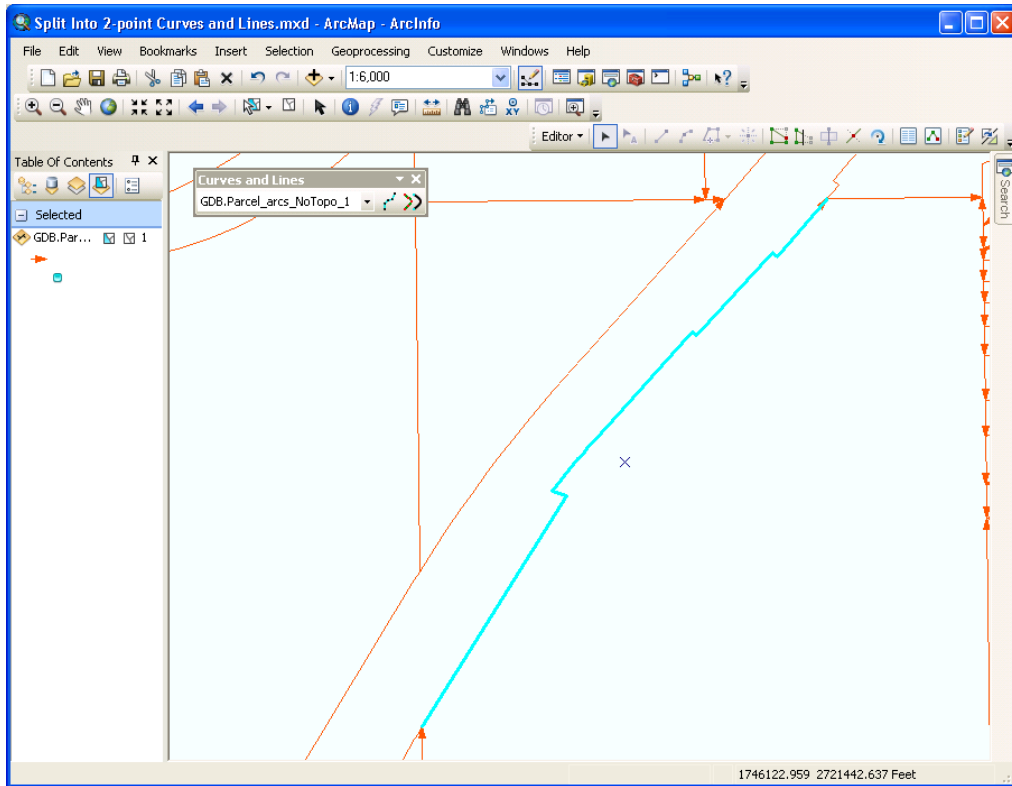 Split Into 2-point Curves and Lines.mxd - ArcMap - ArcInfo
File Edit View Bookmarks Insert Selection Geoprocessing Customize Windows Help
1:6,000
Editor
Table Of Contents
Curves and Lines
GDB.Parcel_arcs_NoTopo_1
Selected
GDB.Par... 1
Search
1746122.959 2721442.637 Feet